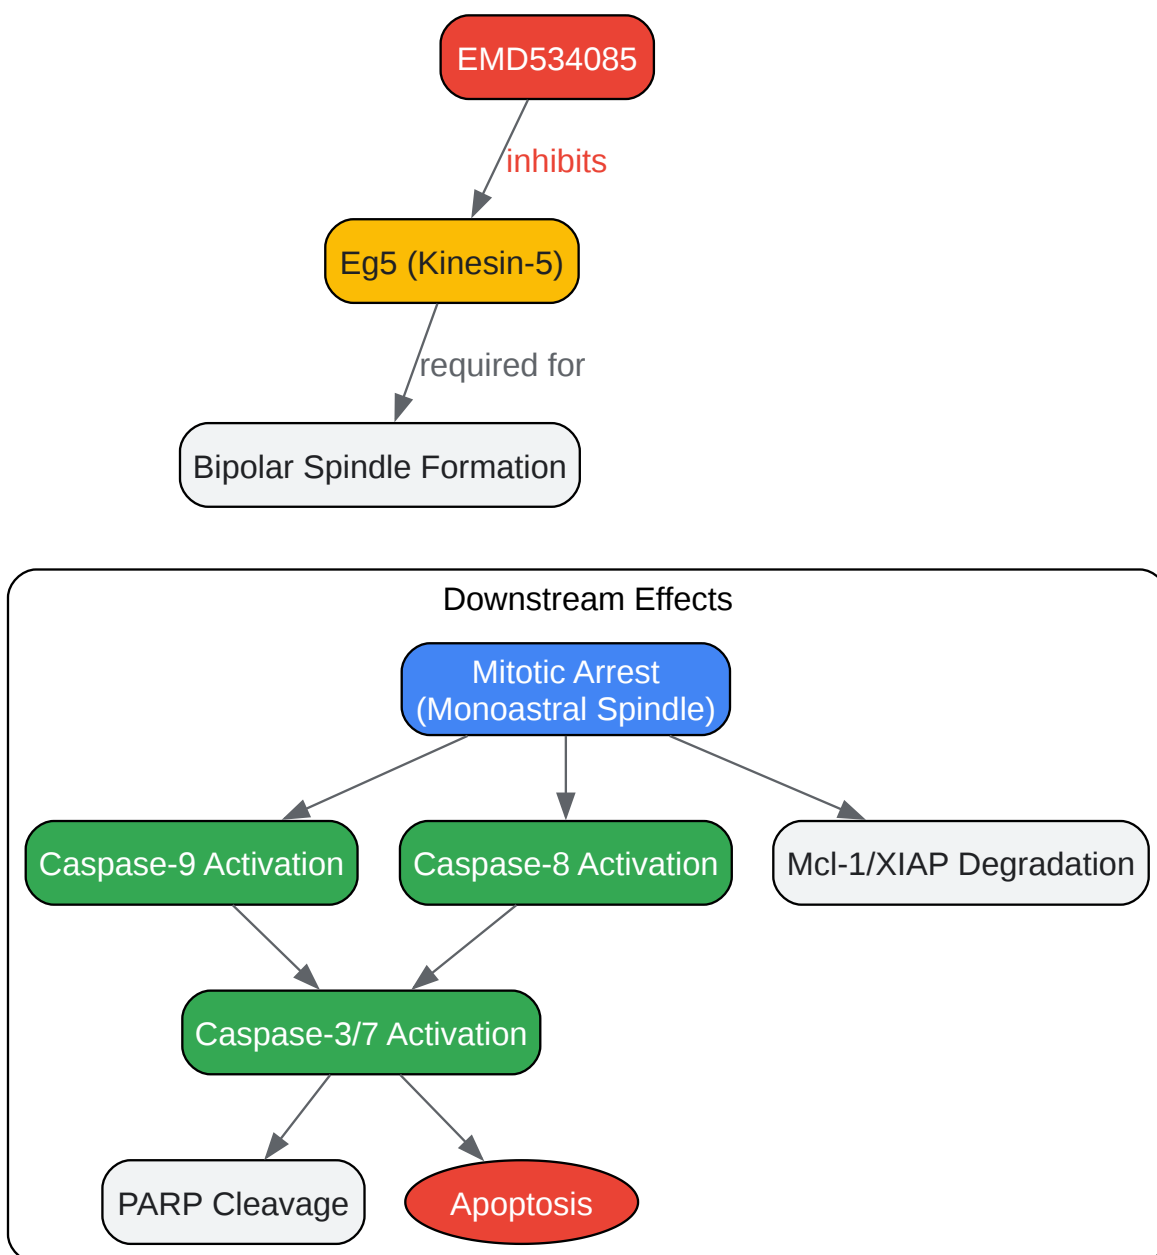 EMD534085
inhibits
Eg5 (Kinesin-5)
required for
Bipolar Spindle Formation
Downstream Effects
Mitotic Arrest
(Monoastral Spindle)
Caspase-9 Activation
Caspase-8 Activation
Mcl-1/XIAP Degradation
Caspase-3/7 Activation
PARP Cleavage
Apoptosis